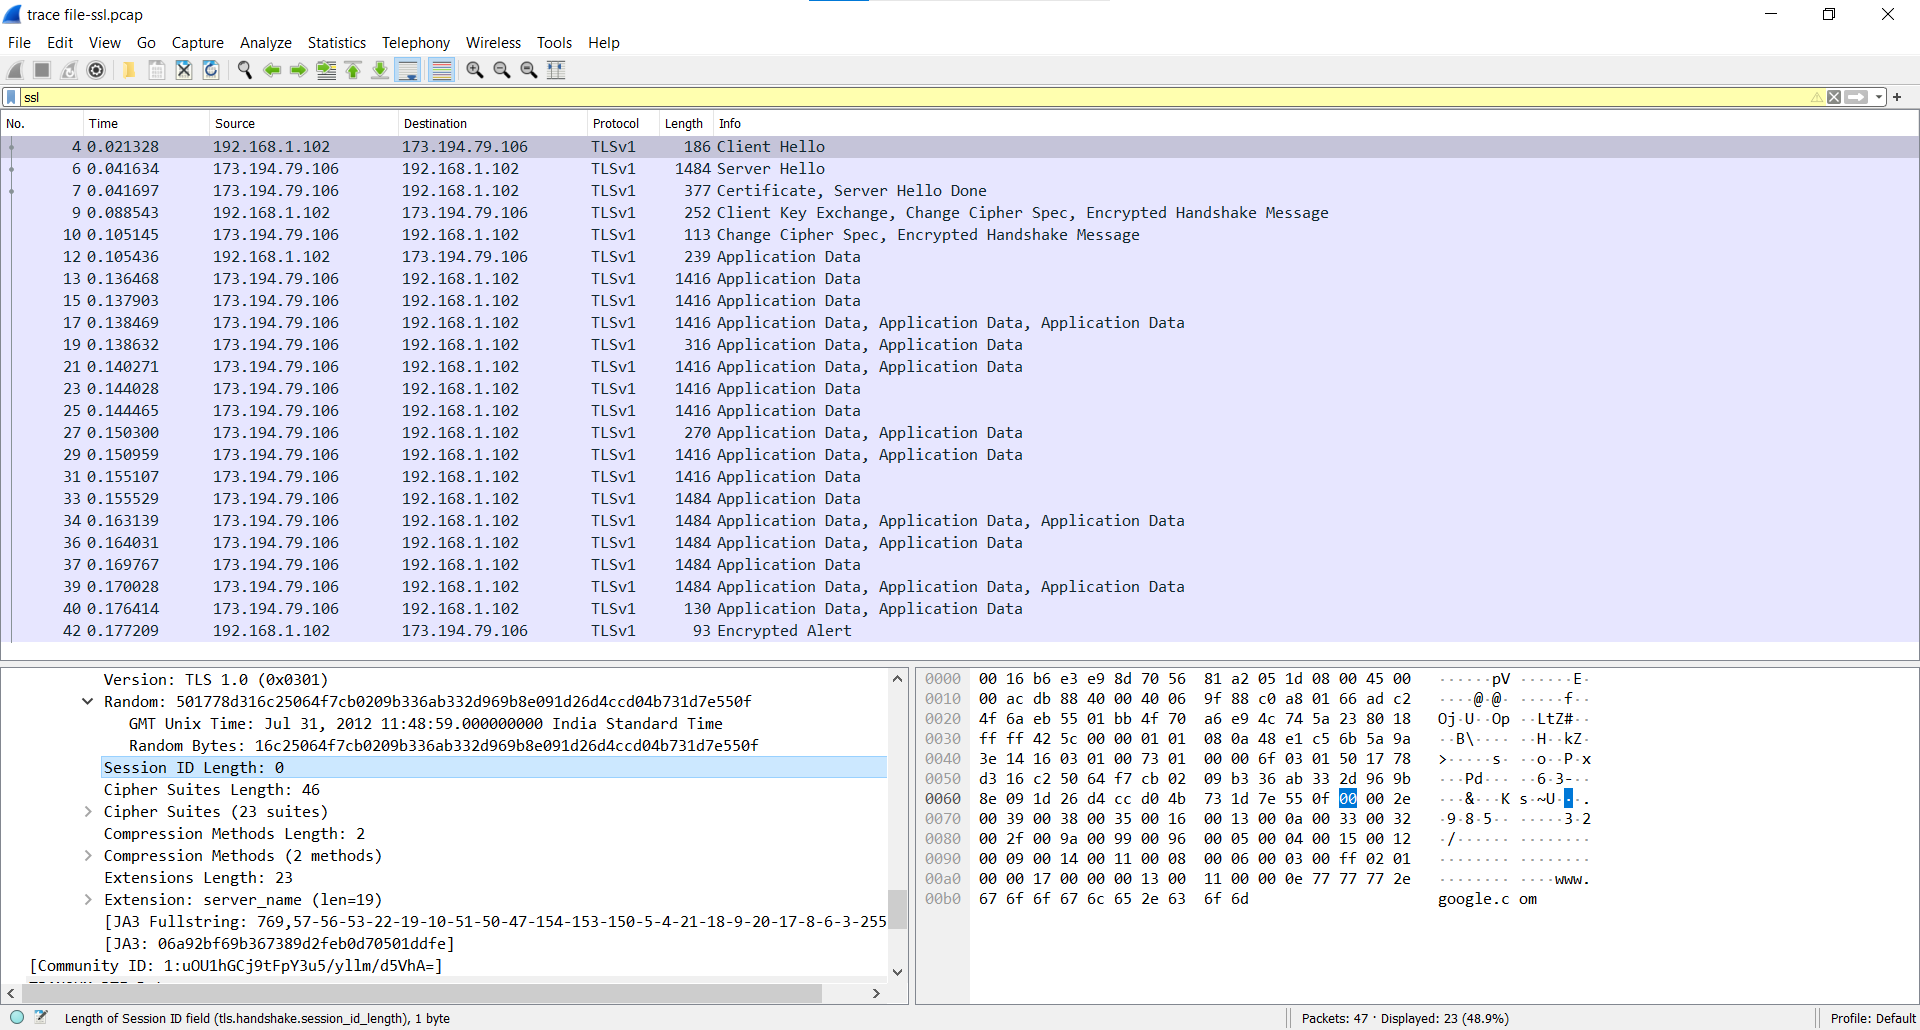 trace file-ssl.pcap
File Edit View Go Capture Analyze Statistics Telephony Wireless Tools Help
ssl
No. Time Source Destination Protocol Length Info
4 0.021328 192.168.1.102 173.194.79.106 TLSv1 186 Client Hello
6 0.041634 173.194.79.106 192.168.1.102 TLSv1 1484 Server Hello
7 0.041697 173.194.79.106 192.168.1.102 TLSv1 377 Certificate, Server Hello Done
9 0.088543 192.168.1.102 173.194.79.106 TLSv1 252 Client Key Exchange, Change Cipher Spec, Encrypted Handshake Message
10 0.105145 173.194.79.106 192.168.1.102 TLSv1 113 Change Cipher Spec, Encrypted Handshake Message
12 0.105436 192.168.1.102 173.194.79.106 TLSv1 239 Application Data
13 0.136468 173.194.79.106 192.168.1.102 TLSv1 1416 Application Data
15 0.137903 173.194.79.106 192.168.1.102 TLSv1 1416 Application Data
17 0.138469 173.194.79.106 192.168.1.102 TLSv1 1416 Application Data, Application Data, Application Data
19 0.138632 173.194.79.106 192.168.1.102 TLSv1 316 Application Data, Application Data
21 0.140271 173.194.79.106 192.168.1.102 TLSv1 1416 Application Data, Application Data
23 0.144028 173.194.79.106 192.168.1.102 TLSv1 1416 Application Data
25 0.144465 173.194.79.106 192.168.1.102 TLSv1 1416 Application Data
27 0.150300 173.194.79.106 192.168.1.102 TLSv1 270 Application Data, Application Data
29 0.150959 173.194.79.106 192.168.1.102 TLSv1 1416 Application Data, Application Data
31 0.155107 173.194.79.106 192.168.1.102 TLSv1 1416 Application Data
33 0.155529 173.194.79.106 192.168.1.102 TLSv1 1484 Application Data
34 0.163139 173.194.79.106 192.168.1.102 TLSv1 1484 Application Data, Application Data, Application Data
36 0.164031 173.194.79.106 192.168.1.102 TLSv1 1484 Application Data, Application Data
37 0.169767 173.194.79.106 192.168.1.102 TLSv1 1484 Application Data
39 0.170028 173.194.79.106 192.168.1.102 TLSv1 1484 Application Data, Application Data, Application Data
40 0.176414 173.194.79.106 192.168.1.102 TLSv1 130 Application Data, Application Data
42 0.177209 192.168.1.102 173.194.79.106 TLSv1 93 Encrypted Alert
Version: TLS 1.0 (0x0301)
Random: 501778d316c25064f7cb0209b336ab332d969b8e091d26d4ccd04b731d7e550f
GMT Unix Time: Jul 31, 2012 11:48:59.000000000 India Standard Time
Random Bytes: 16c25064f7cb0209b336ab332d969b8e091d26d4ccd04b731d7e550f
Session ID Length: 0
Cipher Suites Length: 46
Cipher Suites (23 suites)
Compression Methods Length: 2
Compression Methods (2 methods)
Extensions Length: 23
Extension: server_name (len=19)
[JA3 Fullstring: 769,57-56-53-22-19-10-51-50-47-154-153-150-5-4-21-18-9-20-17-8-6-3-255
[JA3: 06a92bf69b367389d2feb0d70501ddfe]
[Community ID: 1:uOU1hGCj9tFpY3u5/yllm/d5VhA=]
0000 00 16 b6 e3 e9 8d 70 56 81 a2 05 1d 08 00 45 00 ······pV ······E·
0010 00 ac db 88 40 00 40 06 9f 88 c0 a8 01 66 ad c2 ····@·@· ·····f··
0020 4f 6a eb 55 01 bb 4f 70 a6 e9 4c 74 5a 23 80 18 Oj·U··Op ··LtZ#··
0030 ff ff 42 5c 00 00 01 01 08 0a 48 e1 c5 6b 5a 9a ··B\···· ··H··kZ·
0040 3e 14 16 03 01 00 73 01 00 00 6f 03 01 50 17 78 >·····s· ··o··P·x
0050 d3 16 c2 50 64 f7 cb 02 09 b3 36 ab 33 2d 96 9b ···Pd··· ··6·3-··
0060 8e 09 1d 26 d4 cc d0 4b 73 1d 7e 55 0f 00 00 2e ···&···K s·~U···.
0070 00 39 00 38 00 35 00 16 00 13 00 0a 00 33 00 32 ·9·8·5·· ·····3·2
0080 00 2f 00 9a 00 99 00 96 00 05 00 04 00 15 00 12 ·/······ ········
0090 00 09 00 14 00 11 00 08 00 06 00 03 00 ff 02 01 ········ ········
00a0 00 00 17 00 00 00 13 00 11 00 00 0e 77 77 77 2e ········ ····www.
00b0 67 6f 6f 67 6c 65 2e 63 6f 6d google.c om
Length of Session ID field (tls.handshake.session_id_length), 1 byte
Packets: 47 · Displayed: 23 (48.9%)
Profile: Default